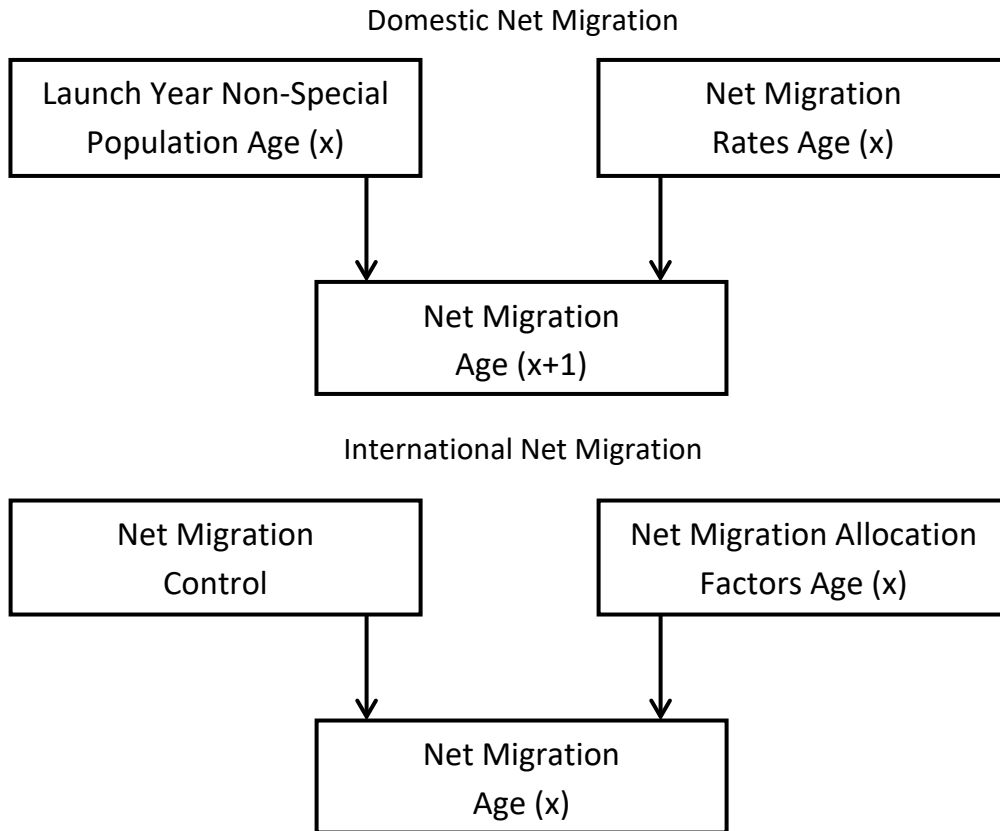 Domestic Net Migration
Launch Year Non-Special
Population Age (x)
Net Migration
Rates Age (x)
Net Migration
Age (x+1)
International Net Migration
Net Migration
Control
Net Migration Allocation
Factors Age (x)
Net Migration
Age (x)